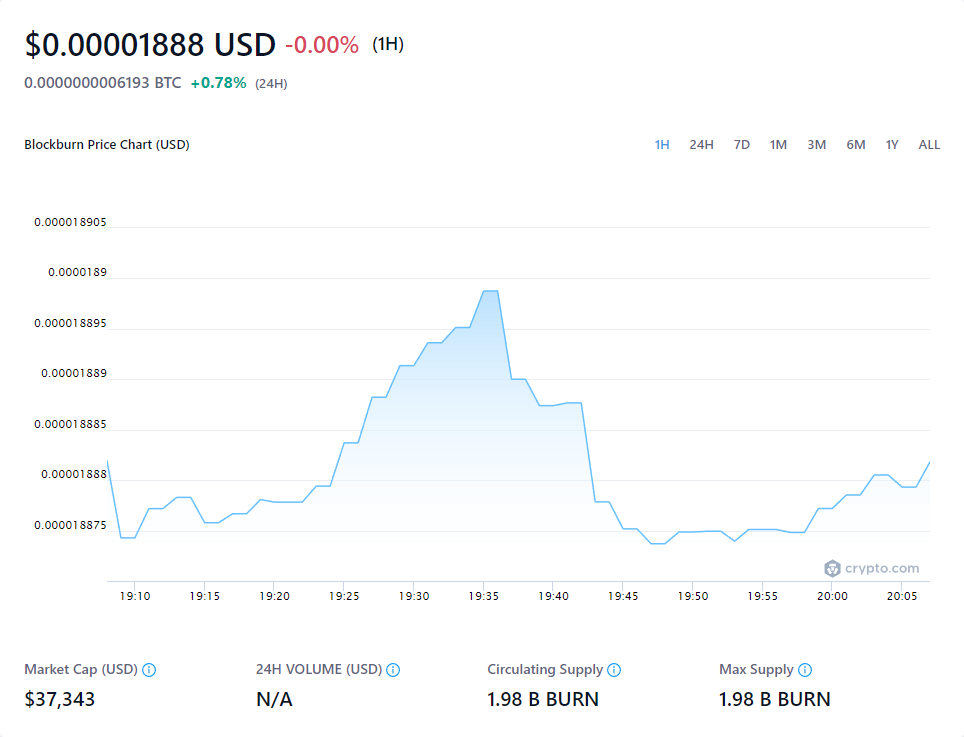 $0.00001888 USD -0.00% (1H)
0.0000000006193 BTC +0.78% (24H)
Blockburn Price Chart (USD) 1H 24H 7D 1M 3M 6M 1Y ALL
0.000018905
0.0000189
0.000018895
0.00001889
0.000018885
0.00001888
0.000018875
crypto.com
19:10 19:15 19:20 19:25 19:30 19:35 19:40 19:45 19:50 19:55 20:00 20:05
Market Cap (USD) 24H VOLUME (USD) Circulating Supply Max Supply
$37,343 N/A 1.98 B BURN 1.98 B BURN